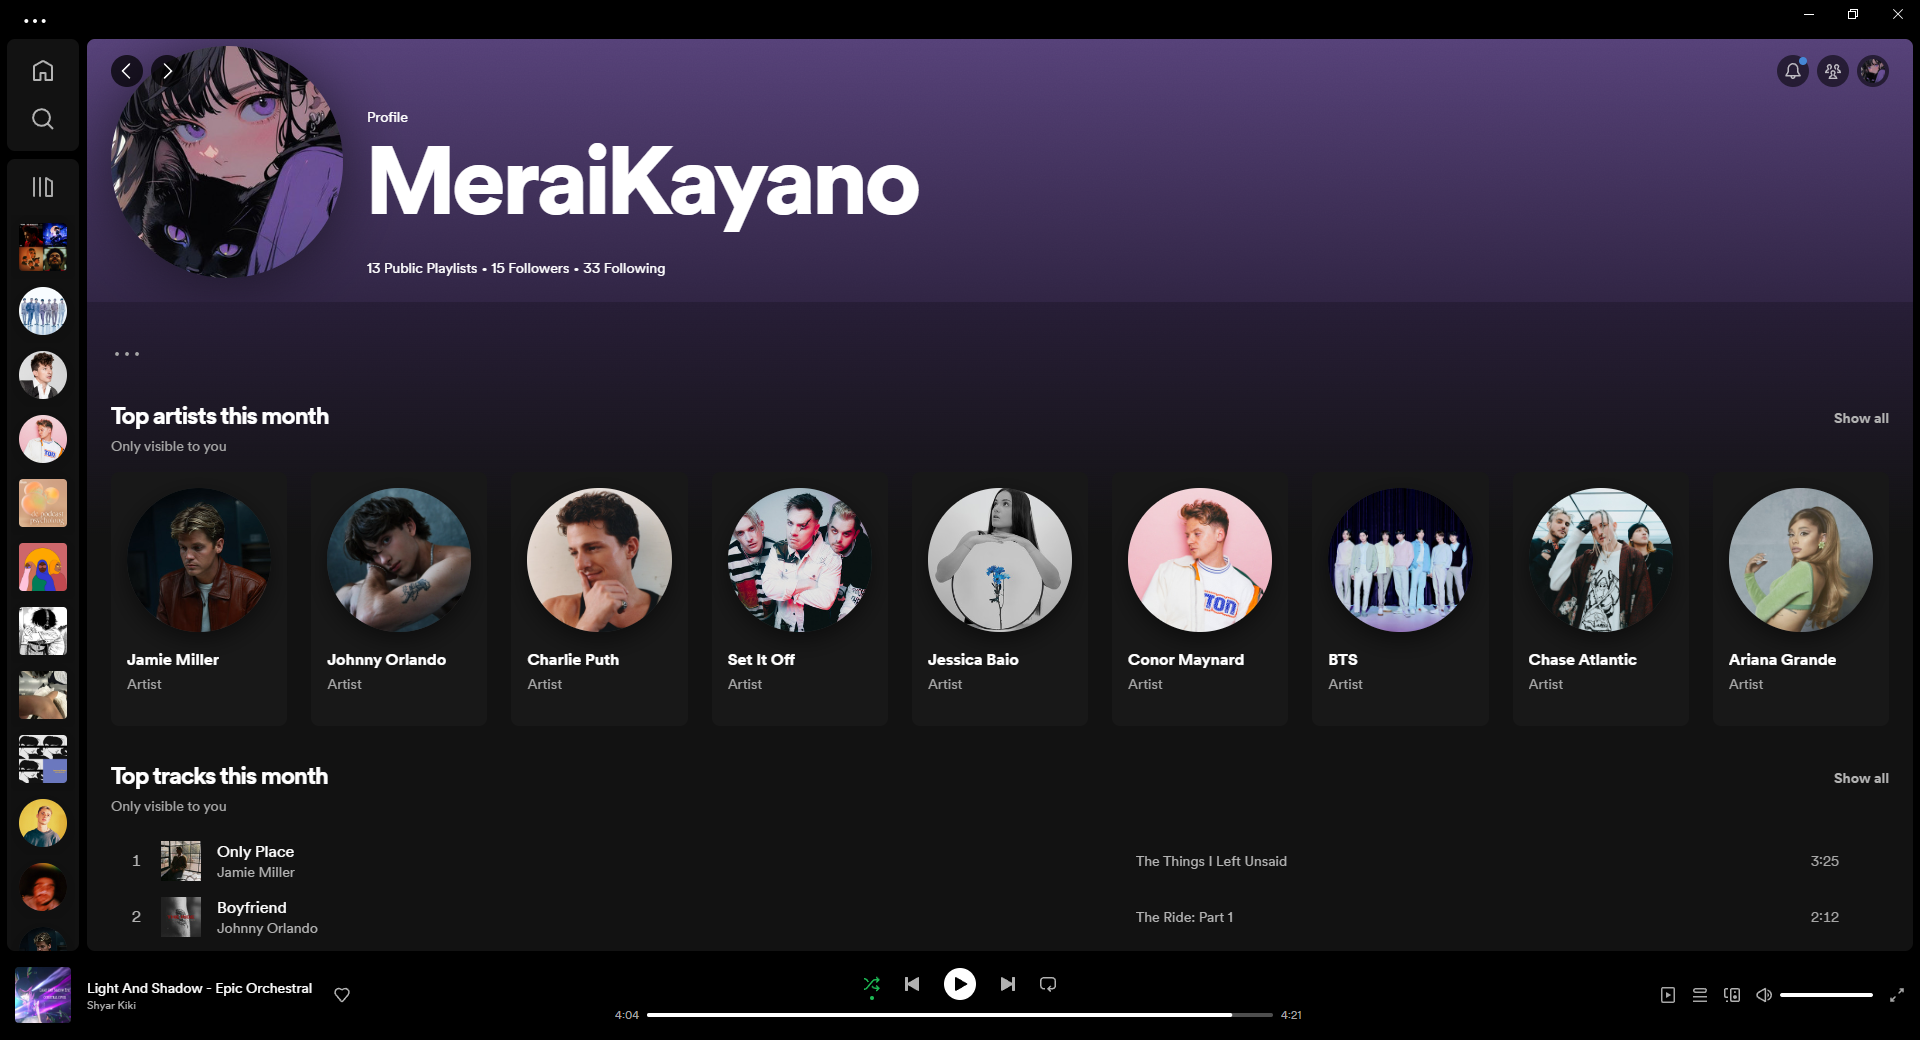 Profile
MeraiKayano
13 Public Playlists • 15 Followers • 33 Following
Top artists this month
Show all
Only visible to you
TON
Jamie Miller
Artist
Johnny Orlando
Artist
Charlie Puth
Artist
Set It Off
Artist
Jessica Baio
Artist
Conor Maynard
Artist
BTS
Artist
Chase Atlantic
Artist
Ariana Grande
Artist
Top tracks this month
Show all
Only visible to you
1
Only Place
Jamie Miller
The Things I Left Unsaid
3:25
2
Boyfriend
Johnny Orlando
The Ride: Part 1
2:12
Light And Shadow - Epic Orchestral
Shyar Kiki
4:04
4:21